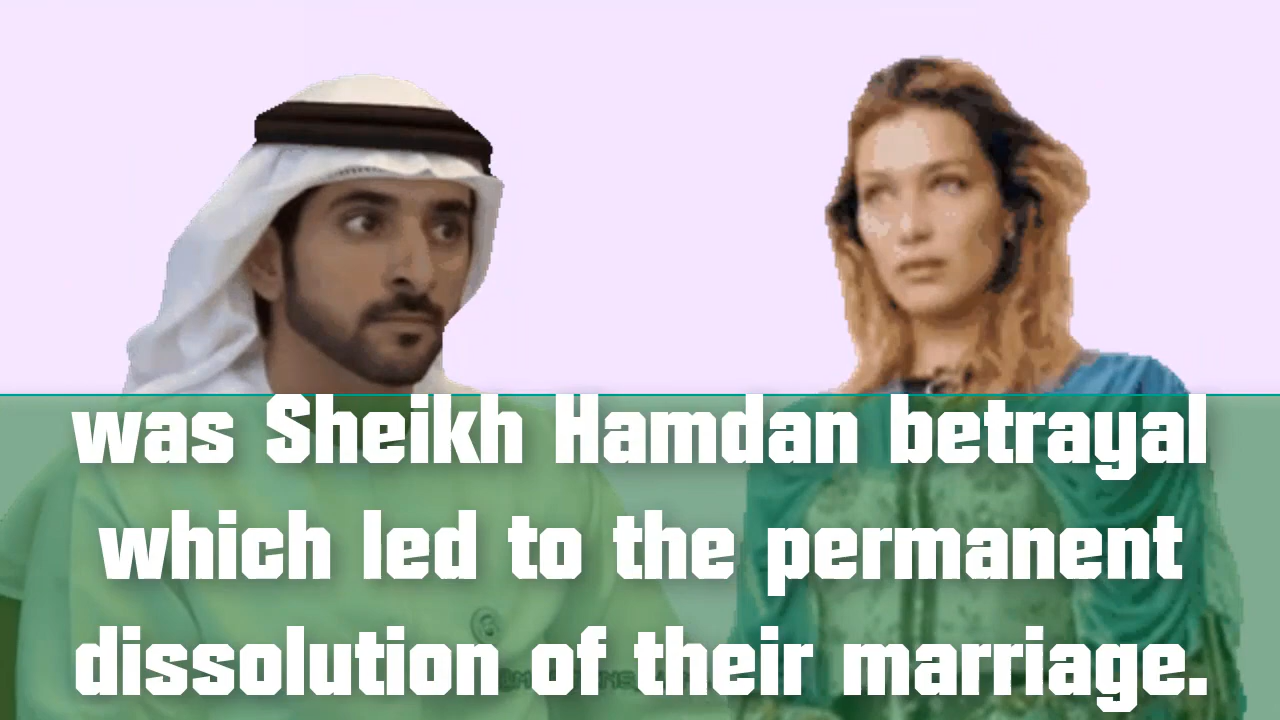 was Sheikh Hamdan betrayal
which led to the permanent
dissolution of their marriage.